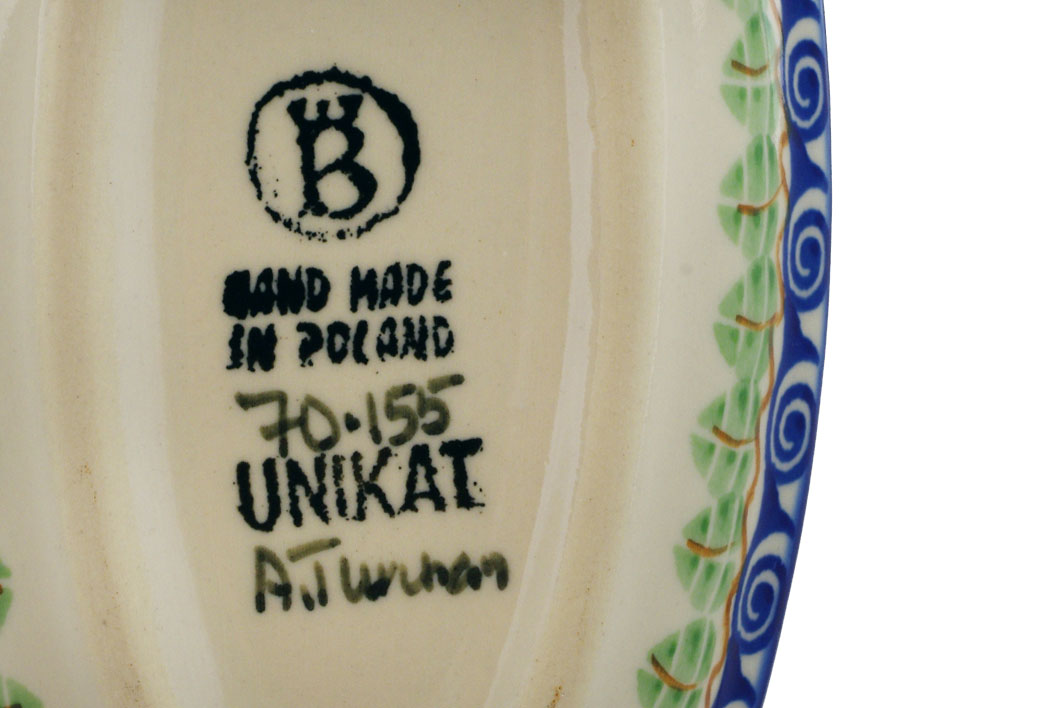 B
HAND MADE
IN POLAND
70.155
UNIKAT